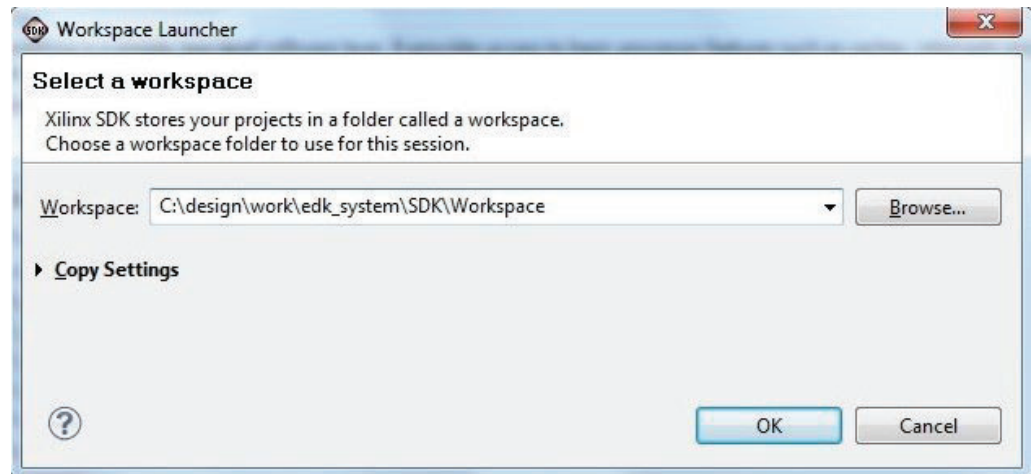 SDK Workspace Launcher
Select a workspace
Xilinx SDK stores your projects in a folder called a workspace.
Choose a workspace folder to use for this session.
Workspace: C:\design\work\edk_system\SDK\Workspace Browse...
Copy Settings
? OK Cancel